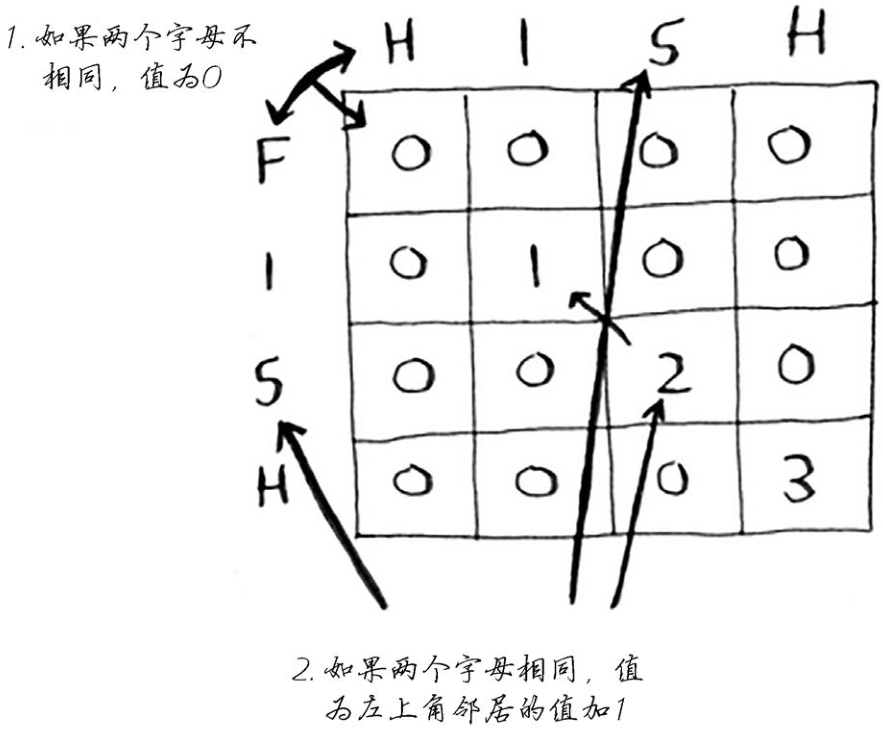 1. 如果两个字母不
相同，值为0
H I S H
F 0 0 0 0
I 0 1 0 0
S 0 0 2 0
H 0 0 0 3
2. 如果两个字母相同，值
为左上角邻居的值加1